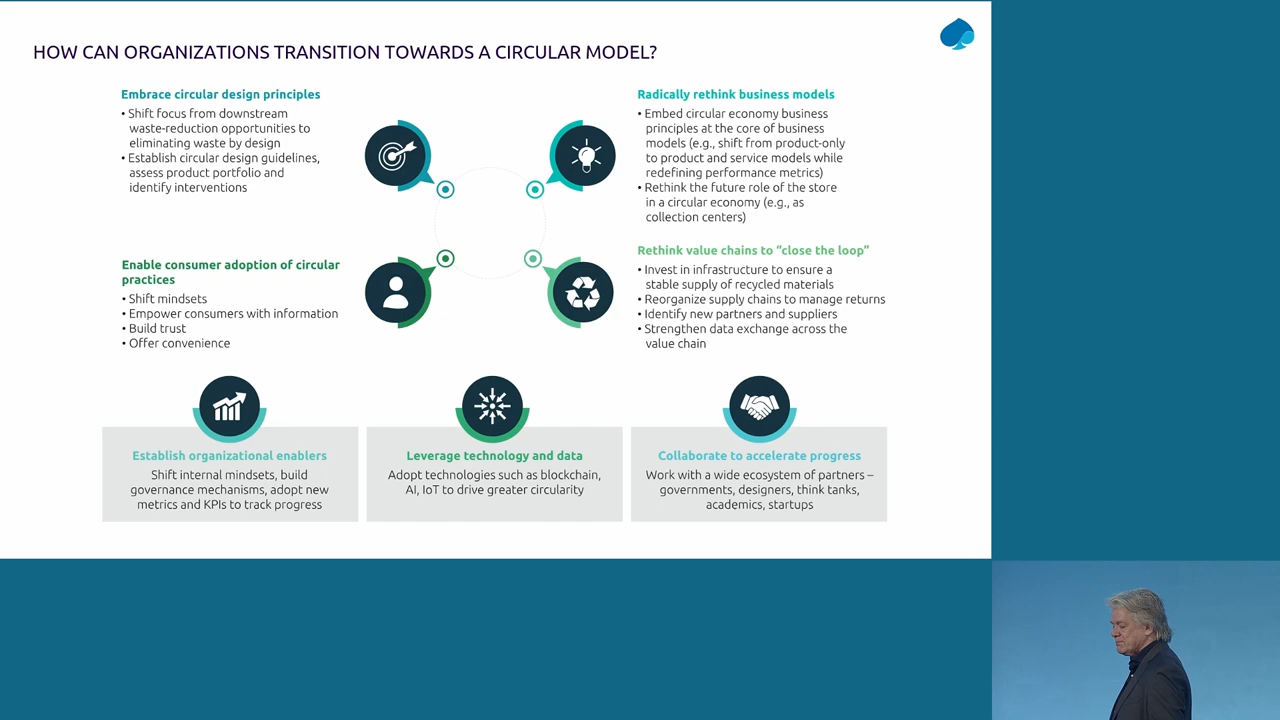 HOW CAN ORGANIZATIONS TRANSITION TOWARDS A CIRCULAR MODEL?
Embrace circular design principles
• Shift focus from downstream
waste-reduction opportunities to
eliminating waste by design
• Establish circular design guidelines,
assess product portfolio and
identify interventions
Radically rethink business models
• Embed circular economy business
principles at the core of business
models (e.g., shift from product-only
to product and service models while
redefining performance metrics)
• Rethink the future role of the store
in a circular economy (e.g., as
collection centers)
Enable consumer adoption of circular
practices
• Shift mindsets
• Empower consumers with information
• Build trust
• Offer convenience
Rethink value chains to “close the loop”
• Invest in infrastructure to ensure a
stable supply of recycled materials
• Reorganize supply chains to manage returns
• Identify new partners and suppliers
• Strengthen data exchange across the
value chain
Establish organizational enablers
Shift internal mindsets, build
governance mechanisms, adopt new
metrics and KPIs to track progress
Leverage technology and data
Adopt technologies such as blockchain,
AI, IoT to drive greater circularity
Collaborate to accelerate progress
Work with a wide ecosystem of partners –
governments, designers, think tanks,
academics, startups